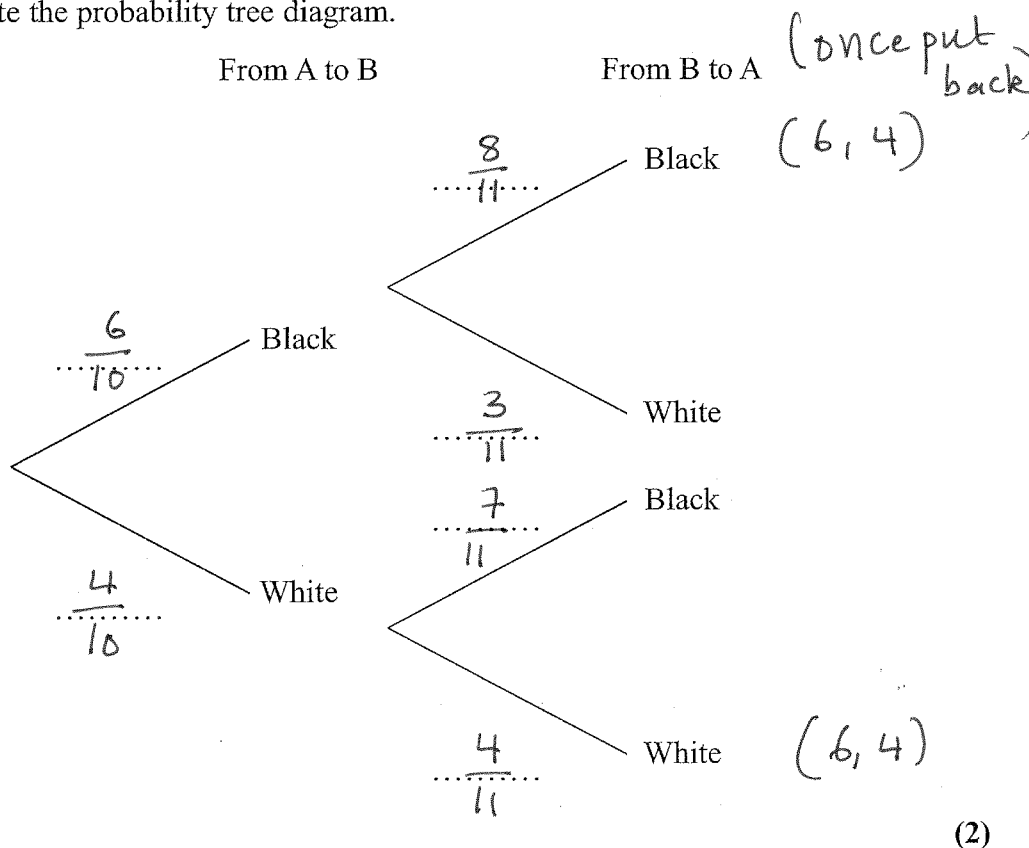 te the probability tree diagram.
From A to B From B to A (once put back)
8/11 Black (6, 4)
6/10 Black
3/11 White
7/11 Black
4/10 White
4/11 White (6, 4)
(2)